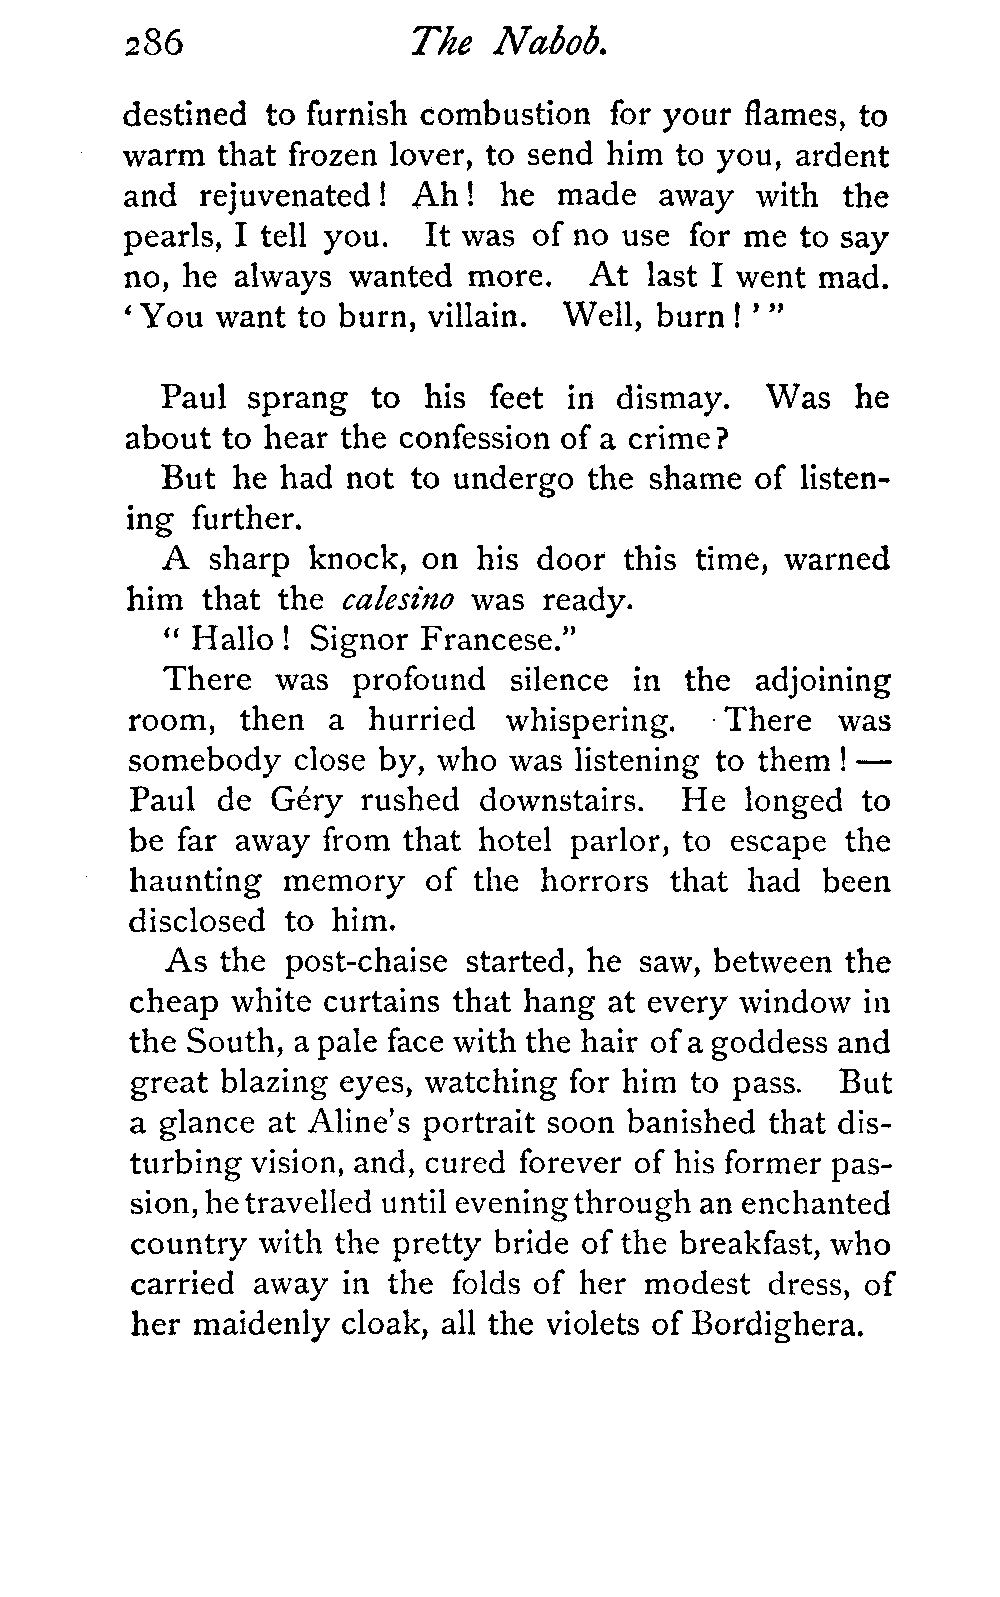 286 The Nabob.
destined to furnish combustion for your flames, to
warm that frozen lover, to send him to you, ardent
and rejuvenated! Ah! he made away with the
pearls, I tell you. It was of no use for me to say
no, he always wanted more. At last I went mad.
‘You want to burn, villain. Well, burn!’”
Paul sprang to his feet in dismay. Was he
about to hear the confession of a crime?
But he had not to undergo the shame of listen-
ing further.
A sharp knock, on his door this time, warned
him that the calesino was ready.
“Hallo! Signor Francese.”
There was profound silence in the adjoining
room, then a hurried whispering. There was
somebody close by, who was listening to them!—
Paul de Géry rushed downstairs. He longed to
be far away from that hotel parlor, to escape the
haunting memory of the horrors that had been
disclosed to him.
As the post-chaise started, he saw, between the
cheap white curtains that hang at every window in
the South, a pale face with the hair of a goddess and
great blazing eyes, watching for him to pass. But
a glance at Aline's portrait soon banished that dis-
turbing vision, and, cured forever of his former pas-
sion, he travelled until evening through an enchanted
country with the pretty bride of the breakfast, who
carried away in the folds of her modest dress, of
her maidenly cloak, all the violets of Bordighera.